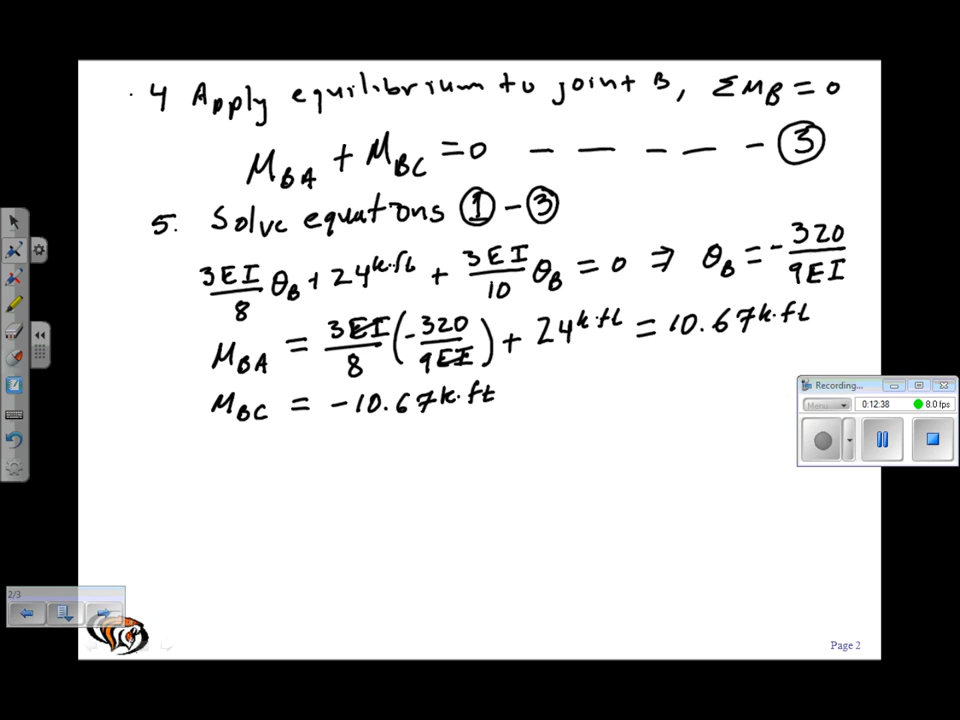 4 Apply equilibrium to joint B, ΣM_B = 0
M_BA + M_BC = 0 - - - - - ③
5. Solve equations ① - ③
3EI/8 θ_B + 24 k·ft + 3EI/10 θ_B = 0 ⇒ θ_B = - 320/9EI
M_BA = 3EI/8 (- 320/9EI) + 24 k·ft = 10.67 k·ft
M_BC = -10.67 k·ft
Recording...
Menu...
0:12:38
8.0 fps
2/3
Page 2